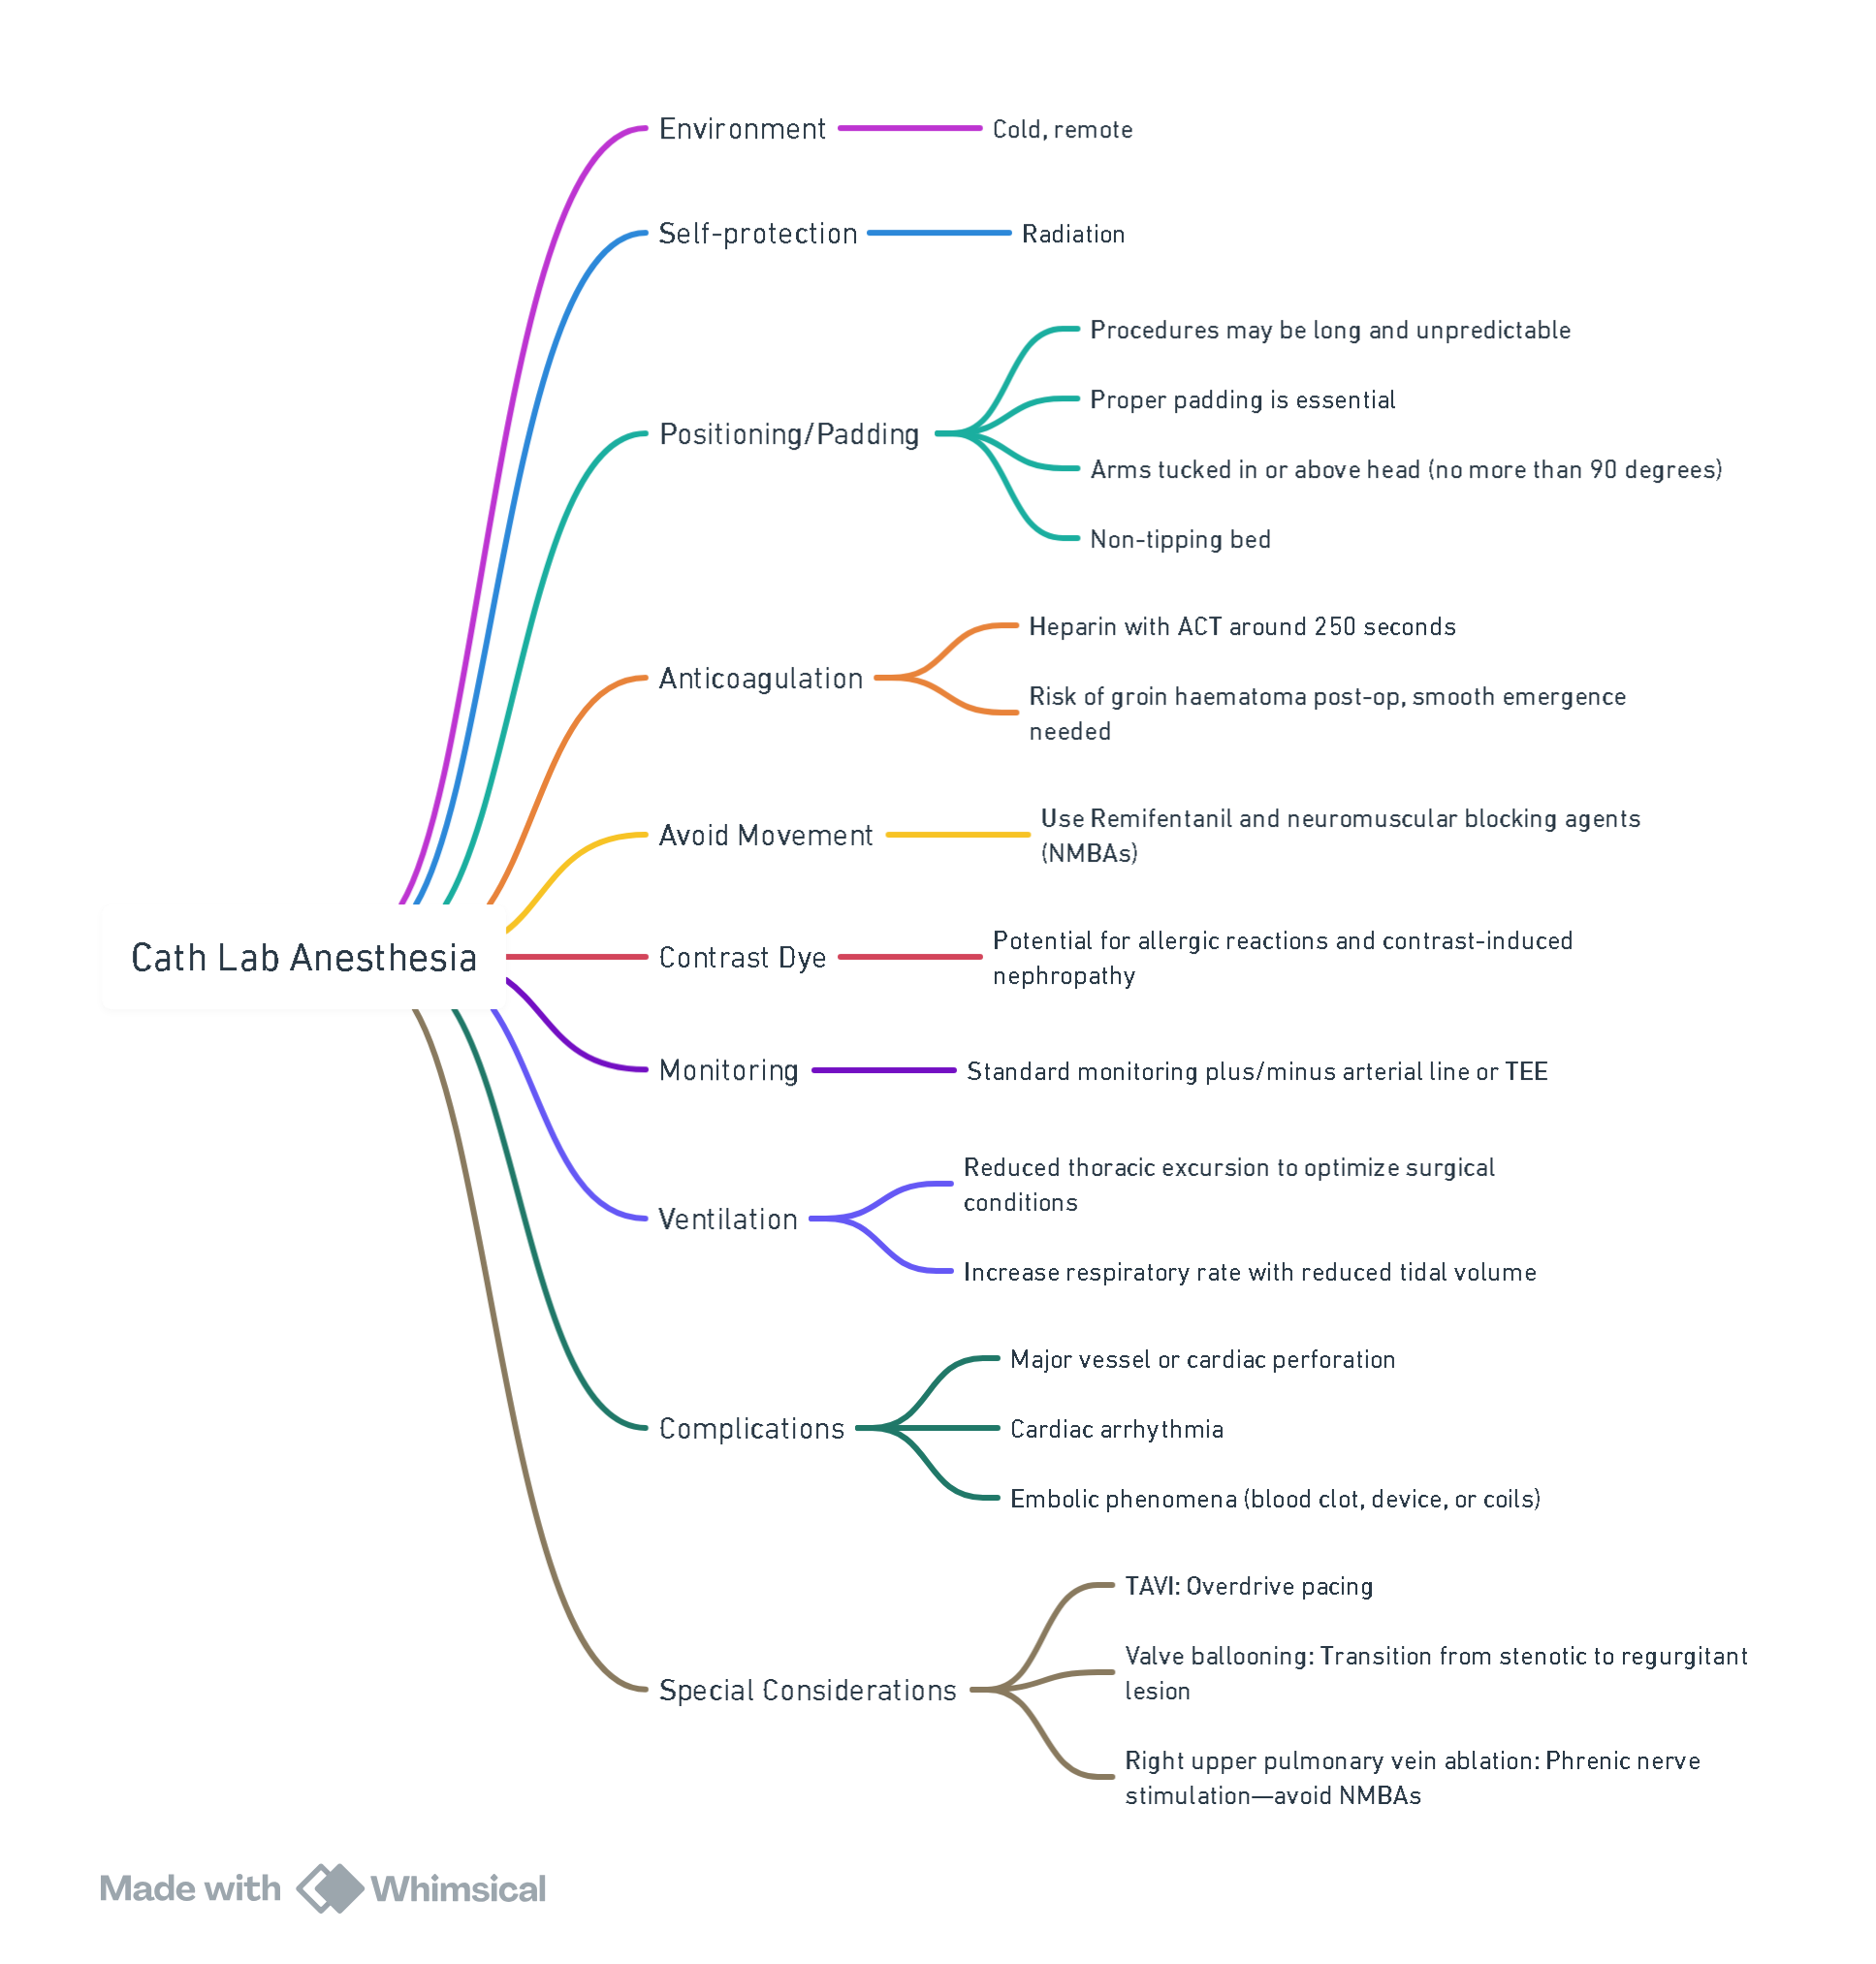 Environment
Cold, remote
Self-protection
Radiation
Positioning/Padding
Procedures may be long and unpredictable
Proper padding is essential
Arms tucked in or above head (no more than 90 degrees)
Non-tipping bed
Anticoagulation
Heparin with ACT around 250 seconds
Risk of groin haematoma post-op, smooth emergence
needed
Avoid Movement
Use Remifentanil and neuromuscular blocking agents
(NMBAs)
Cath Lab Anesthesia
Contrast Dye
Potential for allergic reactions and contrast-induced
nephropathy
Monitoring
Standard monitoring plus/minus arterial line or TEE
Ventilation
Reduced thoracic excursion to optimize surgical
conditions
Increase respiratory rate with reduced tidal volume
Complications
Major vessel or cardiac perforation
Cardiac arrhythmia
Embolic phenomena (blood clot, device, or coils)
Special Considerations
TAVI: Overdrive pacing
Valve ballooning: Transition from stenotic to regurgitant
lesion
Right upper pulmonary vein ablation: Phrenic nerve
stimulation—avoid NMBAs
Made with Whimsical